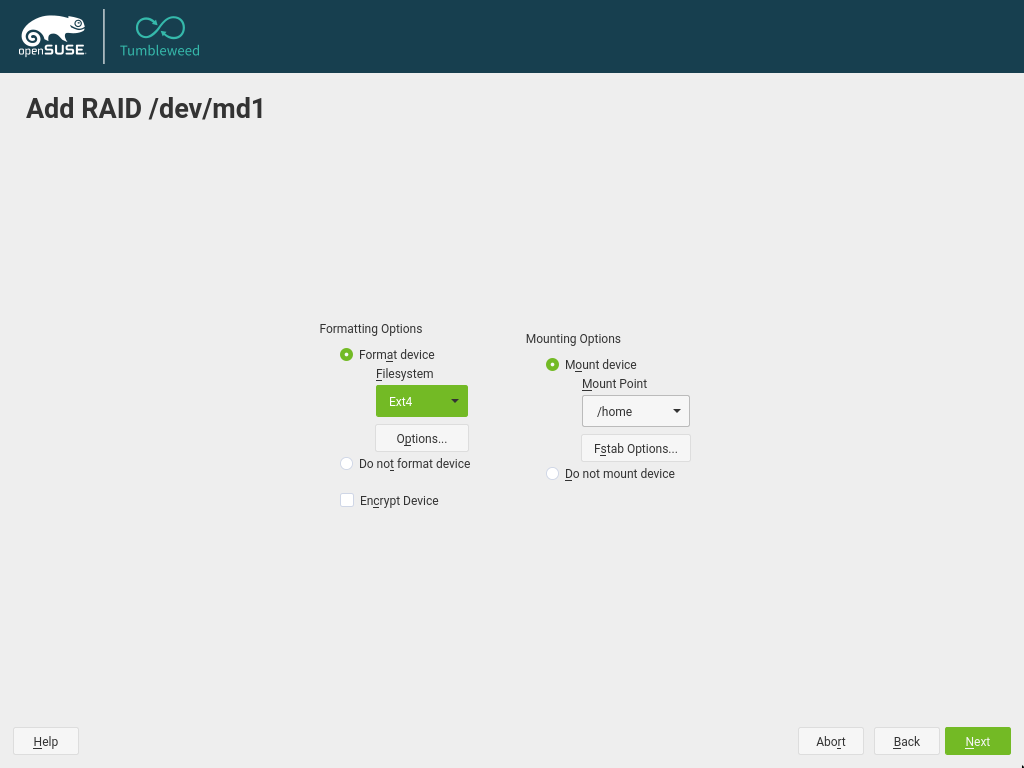 openSUSE
Tumbleweed
Add RAID /dev/md1
Formatting Options
Format device
Filesystem
Ext4
Options...
Do not format device
Encrypt Device
Mounting Options
Mount device
Mount Point
/home
Fstab Options...
Do not mount device
Help
Abort
Back
Next